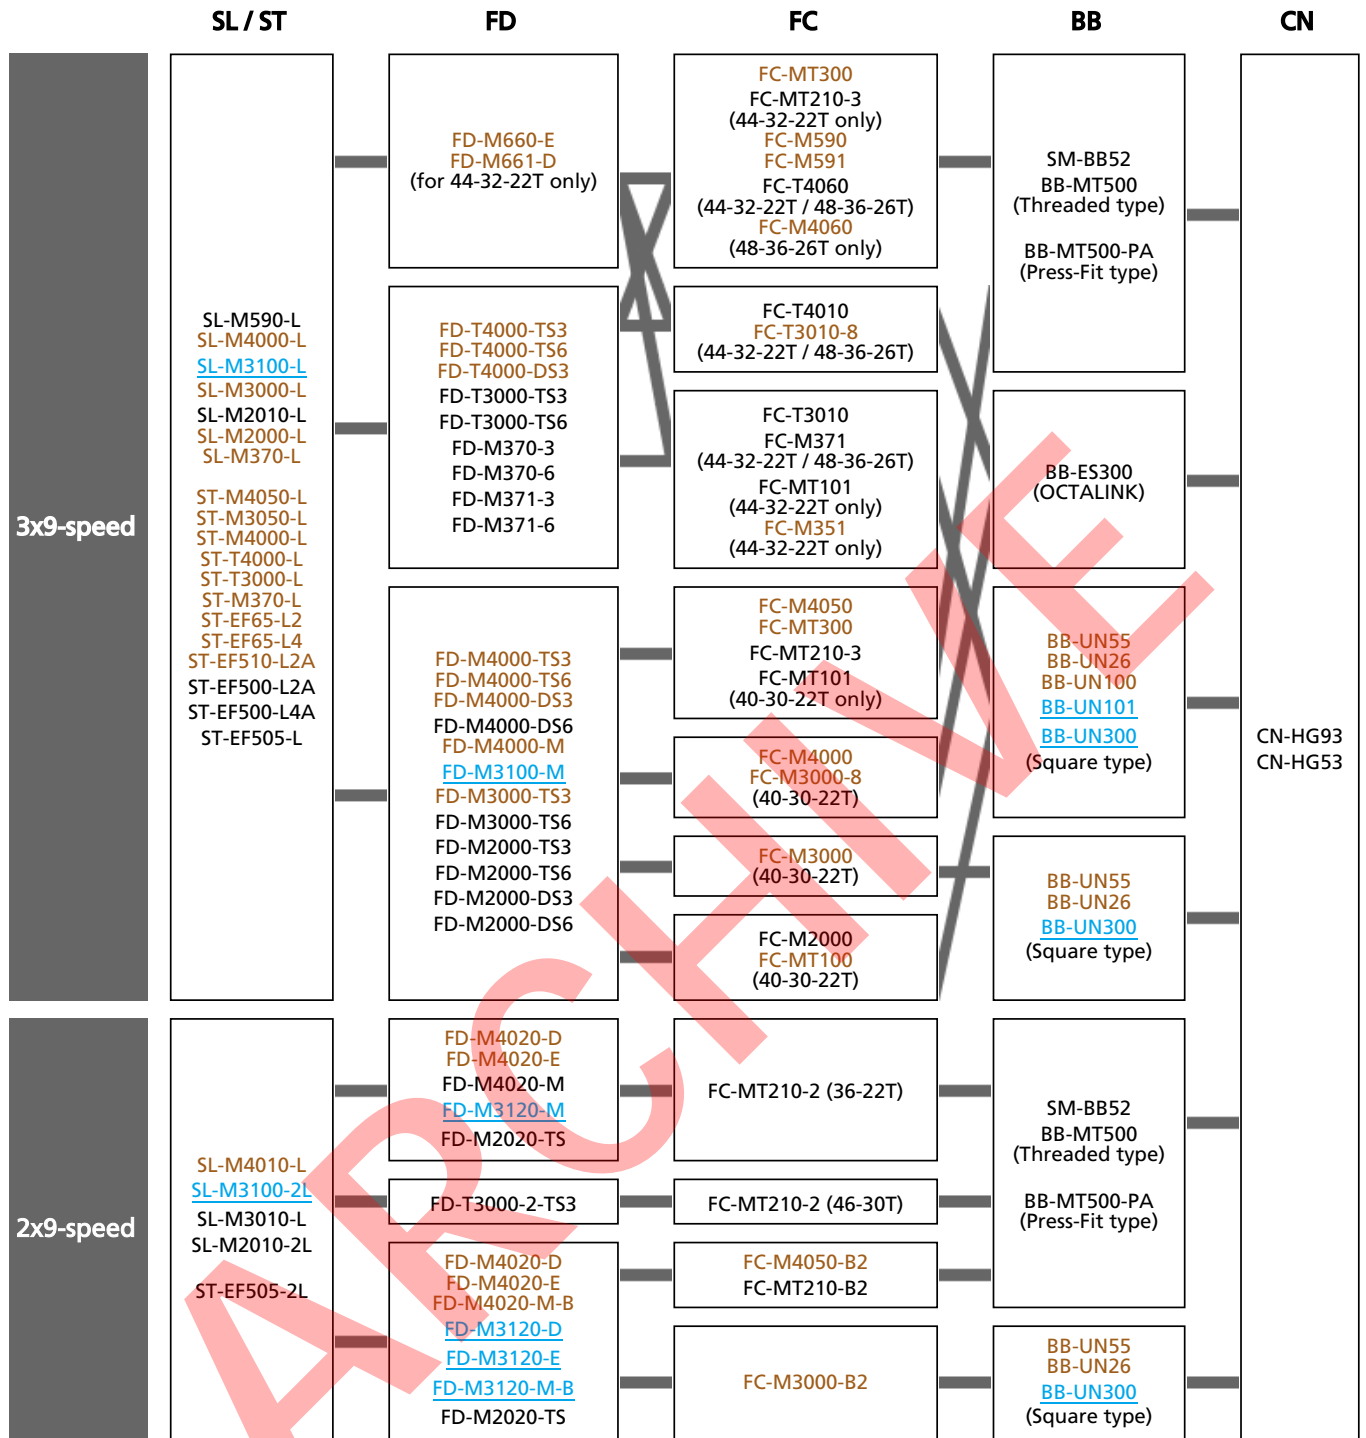 SL / ST
FD
FC
BB
CN
3x9-speed
SL-M590-L
SL-M4000-L
SL-M3100-L
SL-M3000-L
SL-M2010-L
SL-M2000-L
SL-M370-L
ST-M4050-L
ST-M3050-L
ST-M4000-L
ST-T4000-L
ST-T3000-L
ST-M370-L
ST-EF65-L2
ST-EF65-L4
ST-EF510-L2A
ST-EF500-L2A
ST-EF500-L4A
ST-EF505-L
FD-M660-E
FD-M661-D
(for 44-32-22T only)
FD-T4000-TS3
FD-T4000-TS6
FD-T4000-DS3
FD-T3000-TS3
FD-T3000-TS6
FD-M370-3
FD-M370-6
FD-M371-3
FD-M371-6
FD-M4000-TS3
FD-M4000-TS6
FD-M4000-DS3
FD-M4000-DS6
FD-M4000-M
FD-M3100-M
FD-M3000-TS3
FD-M3000-TS6
FD-M2000-TS3
FD-M2000-TS6
FD-M2000-DS3
FD-M2000-DS6
FC-MT300
FC-MT210-3
(44-32-22T only)
FC-M590
FC-M591
FC-T4060
(44-32-22T / 48-36-26T)
FC-M4060
(48-36-26T only)
FC-T4010
FC-T3010-8
(44-32-22T / 48-36-26T)
FC-T3010
FC-M371
(44-32-22T / 48-36-26T)
FC-MT101
(44-32-22T only)
FC-M351
(44-32-22T only)
FC-M4050
FC-MT300
FC-MT210-3
FC-MT101
(40-30-22T only)
FC-M4000
FC-M3000-8
(40-30-22T)
FC-M3000
(40-30-22T)
FC-M2000
FC-MT100
(40-30-22T)
SM-BB52
BB-MT500
(Threaded type)
BB-MT500-PA
(Press-Fit type)
BB-ES300
(OCTALINK)
BB-UN55
BB-UN26
BB-UN100
BB-UN101
BB-UN300
(Square type)
BB-UN55
BB-UN26
BB-UN300
(Square type)
CN-HG93
CN-HG53
2x9-speed
SL-M4010-L
SL-M3100-2L
SL-M3010-L
SL-M2010-2L
ST-EF505-2L
FD-M4020-D
FD-M4020-E
FD-M4020-M
FD-M3120-M
FD-M2020-TS
FD-T3000-2-TS3
FD-M4020-D
FD-M4020-E
FD-M4020-M-B
FD-M3120-D
FD-M3120-E
FD-M3120-M-B
FD-M2020-TS
FC-MT210-2 (36-22T)
FC-MT210-2 (46-30T)
FC-M4050-B2
FC-MT210-B2
FC-M3000-B2
SM-BB52
BB-MT500
(Threaded type)
BB-MT500-PA
(Press-Fit type)
BB-UN55
BB-UN26
BB-UN300
(Square type)
ARCHIVE